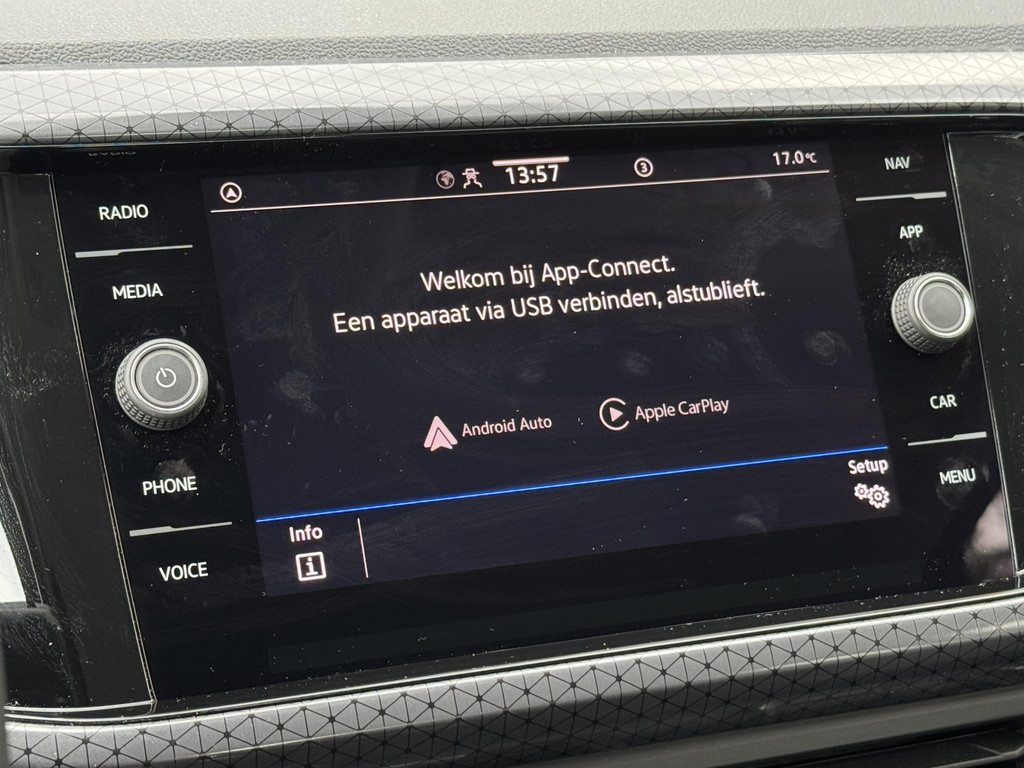 RADIO
MEDIA
PHONE
VOICE
13:57
3
17.0°C
Welkom bij App-Connect.
Een apparaat via USB verbinden, alstublieft.
Android Auto
Apple CarPlay
Info
i
Setup
NAV
APP
CAR
MENU